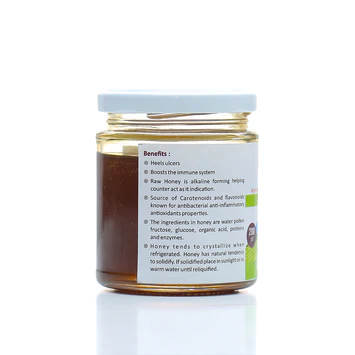 Benefits :
Heels ulcers
Boosts the immune system
Raw Honey is alkaline forming helping
counter act as it indication.
Source of Carotenoids and flavonoids
known for antibacterial anti-inflammatory
antioxidants properties.
The ingredients in honey are water pollen
fructose, glucose, organic acid, proteins
and enzymes.
Honey tends to crystallize when
refrigerated. Honey has natural tendency
to solidify. If solidified place in sunlight or in
warm water until reliquified.